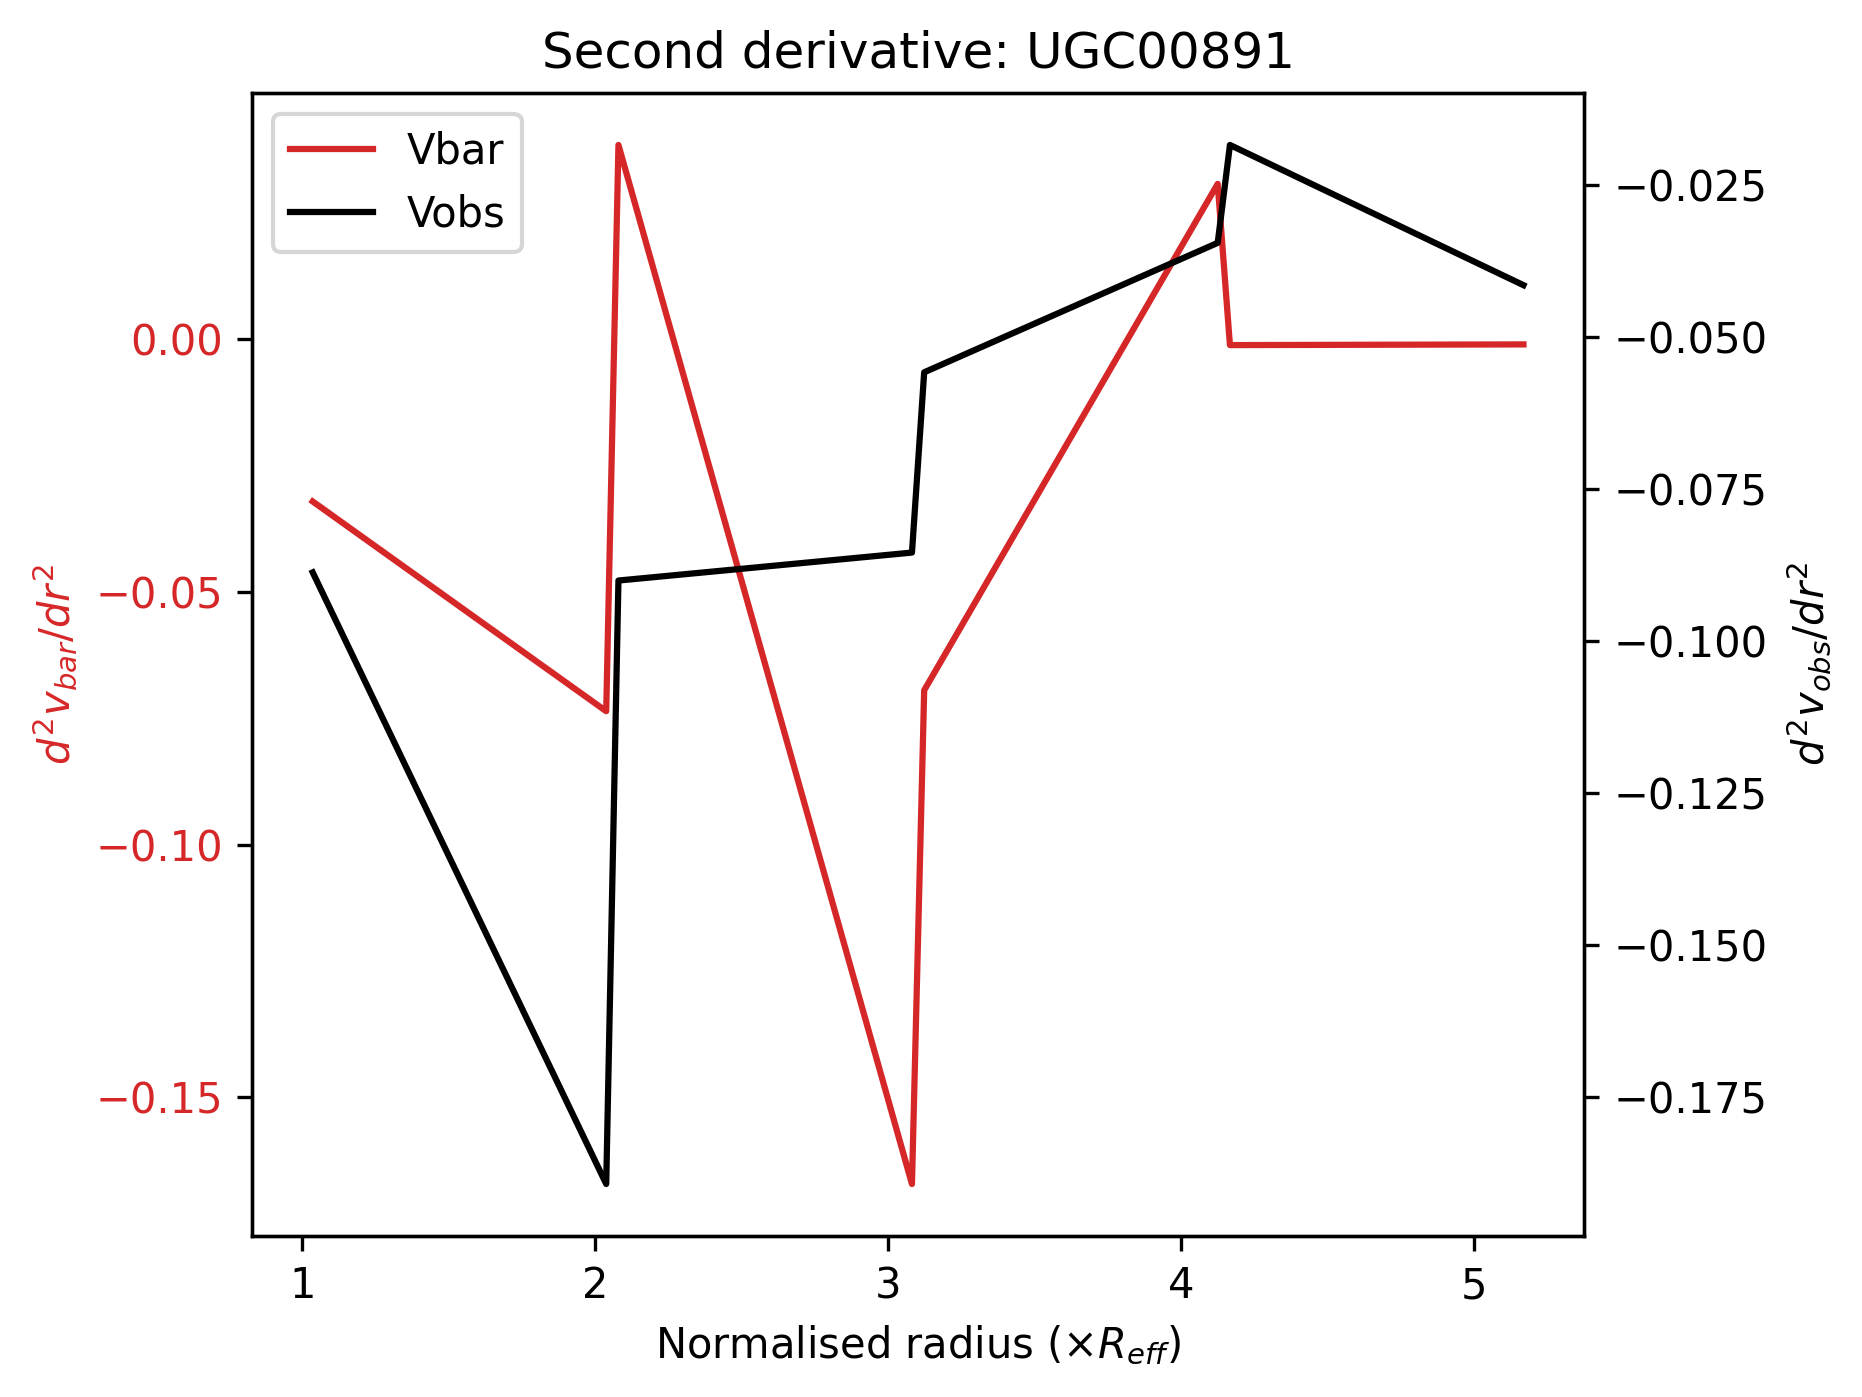 Second derivative: UGC00891
Vbar
Vobs
0.00
−0.05
−0.10
−0.15
d²v_bar/dr²
−0.025
−0.050
−0.075
−0.100
−0.125
−0.150
−0.175
d²v_obs/dr²
1 2 3 4 5
Normalised radius (×R_eff)